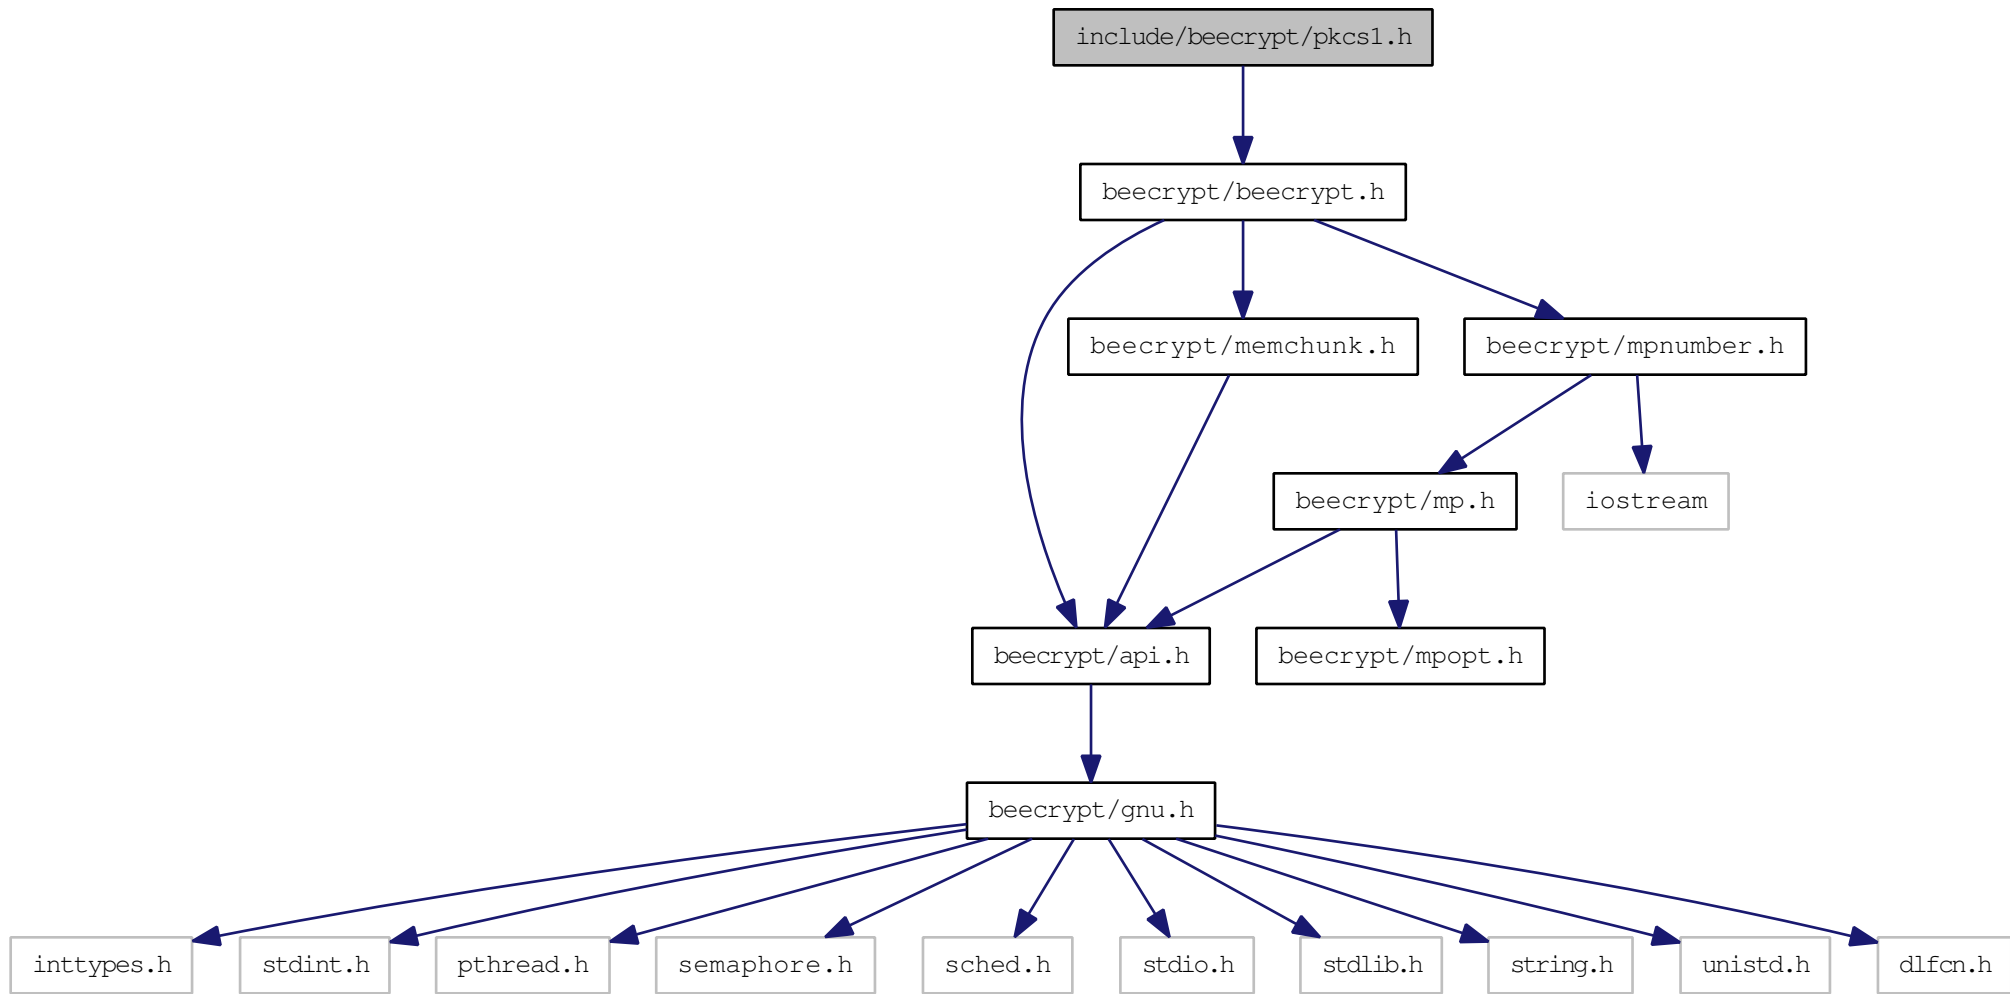 include/beecrypt/pkcs1.h
beecrypt/beecrypt.h
beecrypt/memchunk.h
beecrypt/mpnumber.h
beecrypt/mp.h
iostream
beecrypt/api.h
beecrypt/mpopt.h
beecrypt/gnu.h
inttypes.h
stdint.h
pthread.h
semaphore.h
sched.h
stdio.h
stdlib.h
string.h
unistd.h
dlfcn.h